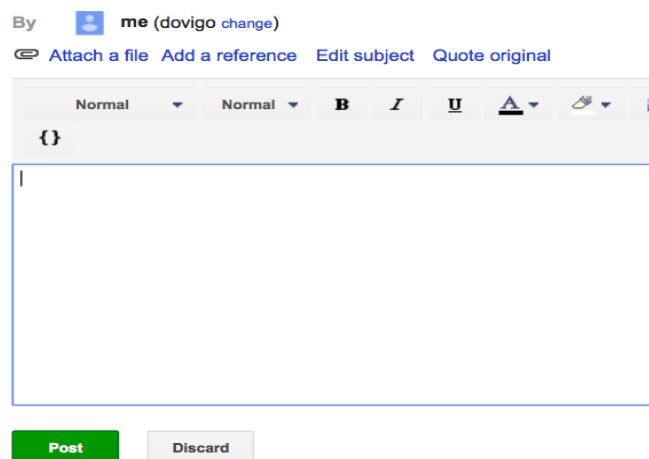 By me (dovigo change)
Attach a file Add a reference Edit subject Quote original
Normal Normal B I U A
{}
Post Discard